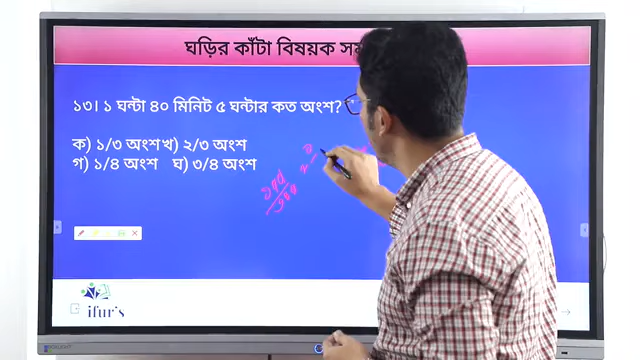 ঘড়ির কাঁটা বিষয়ক
১৩। ১ ঘন্টা ৪০ মিনিট ৫ ঘন্টার কত অংশ?
ক) ১/৩ অংশ খ) ২/৩ অংশ
গ) ১/৪ অংশ ঘ) ৩/৪ অংশ
ifur's